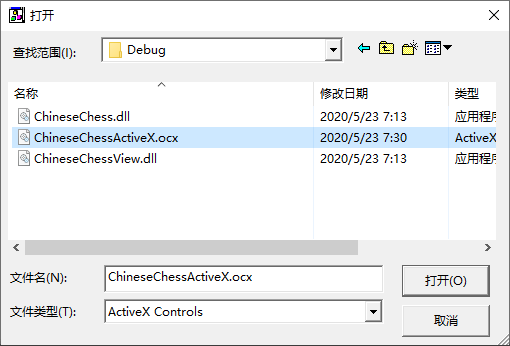 打开
查找范围(I): Debug
名称 修改日期 类型
ChineseChess.dll 2020/5/23 7:13 应用程序
ChineseChessActiveX.ocx 2020/5/23 7:30 ActiveX
ChineseChessView.dll 2020/5/23 7:13 应用程序
文件名(N): ChineseChessActiveX.ocx 打开(O)
文件类型(T): ActiveX Controls 取消